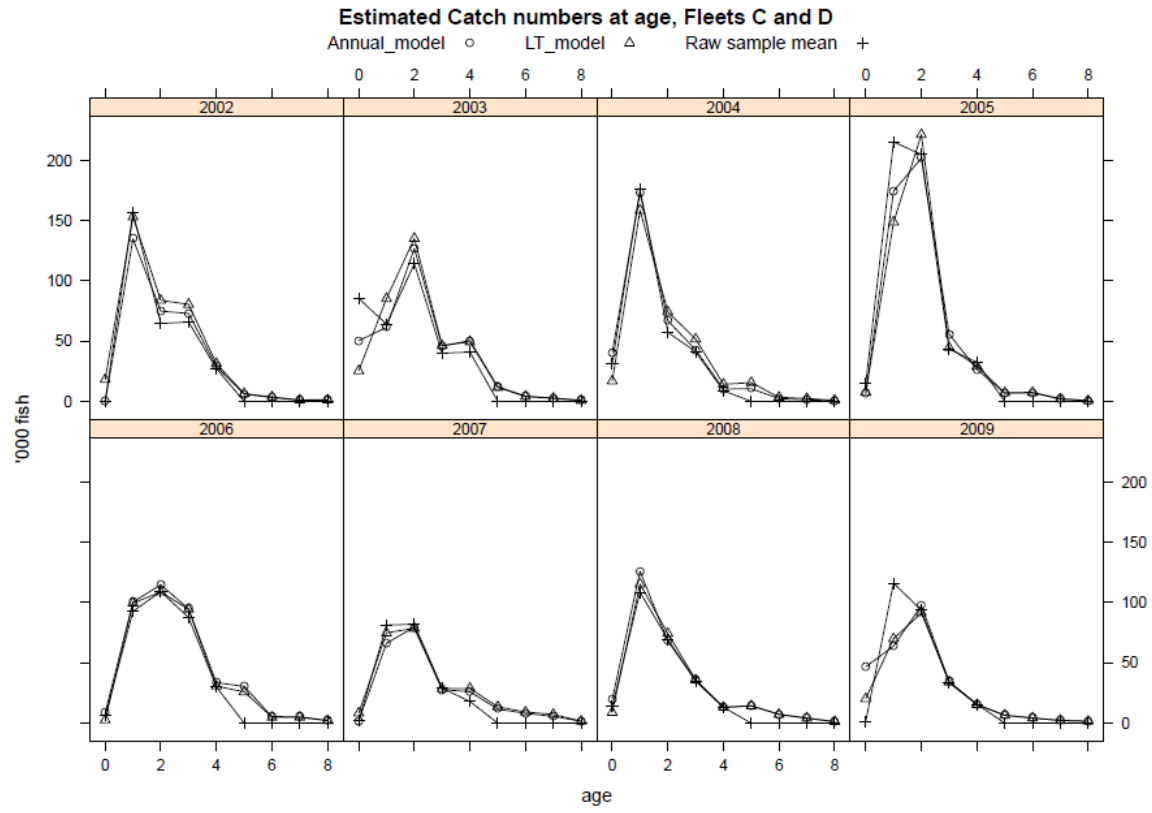 Estimated Catch numbers at age, Fleets C and D
Annual_model LT_model Raw sample mean
0 2 4 6 8 0 2 4 6 8
2002 2003 2004 2005
200
150
100
50
0
'000 fish
2006 2007 2008 2009
200
150
100
50
0
0 2 4 6 8 0 2 4 6 8
age